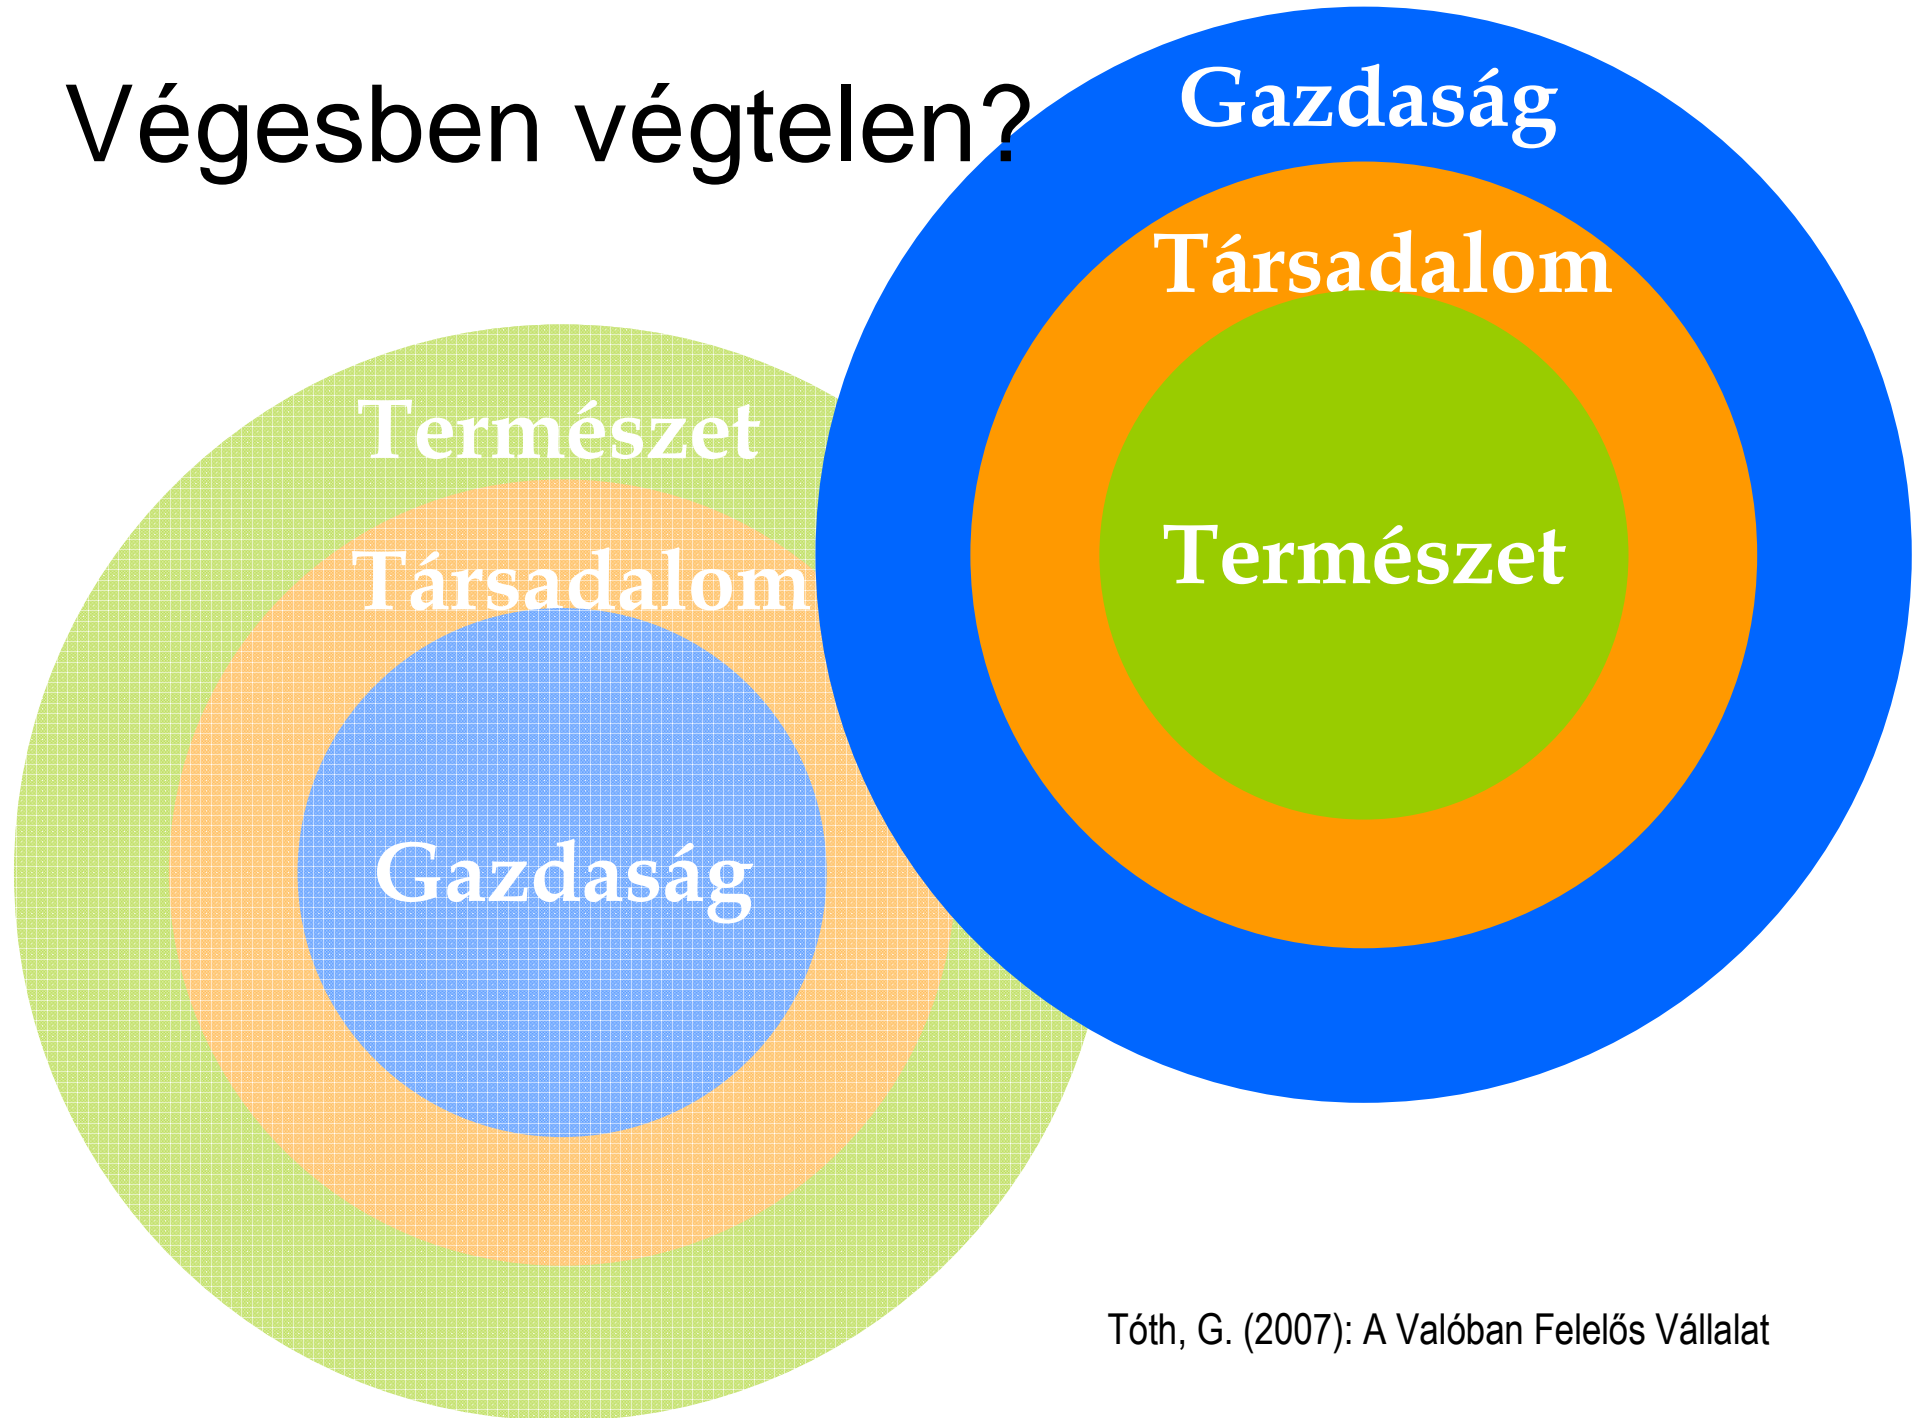 Végesben végtelen?
Gazdaság
Társadalom
Természet
Természet
Társadalom
Gazdaság
Tóth, G. (2007): A Valóban Felelős Vállalat